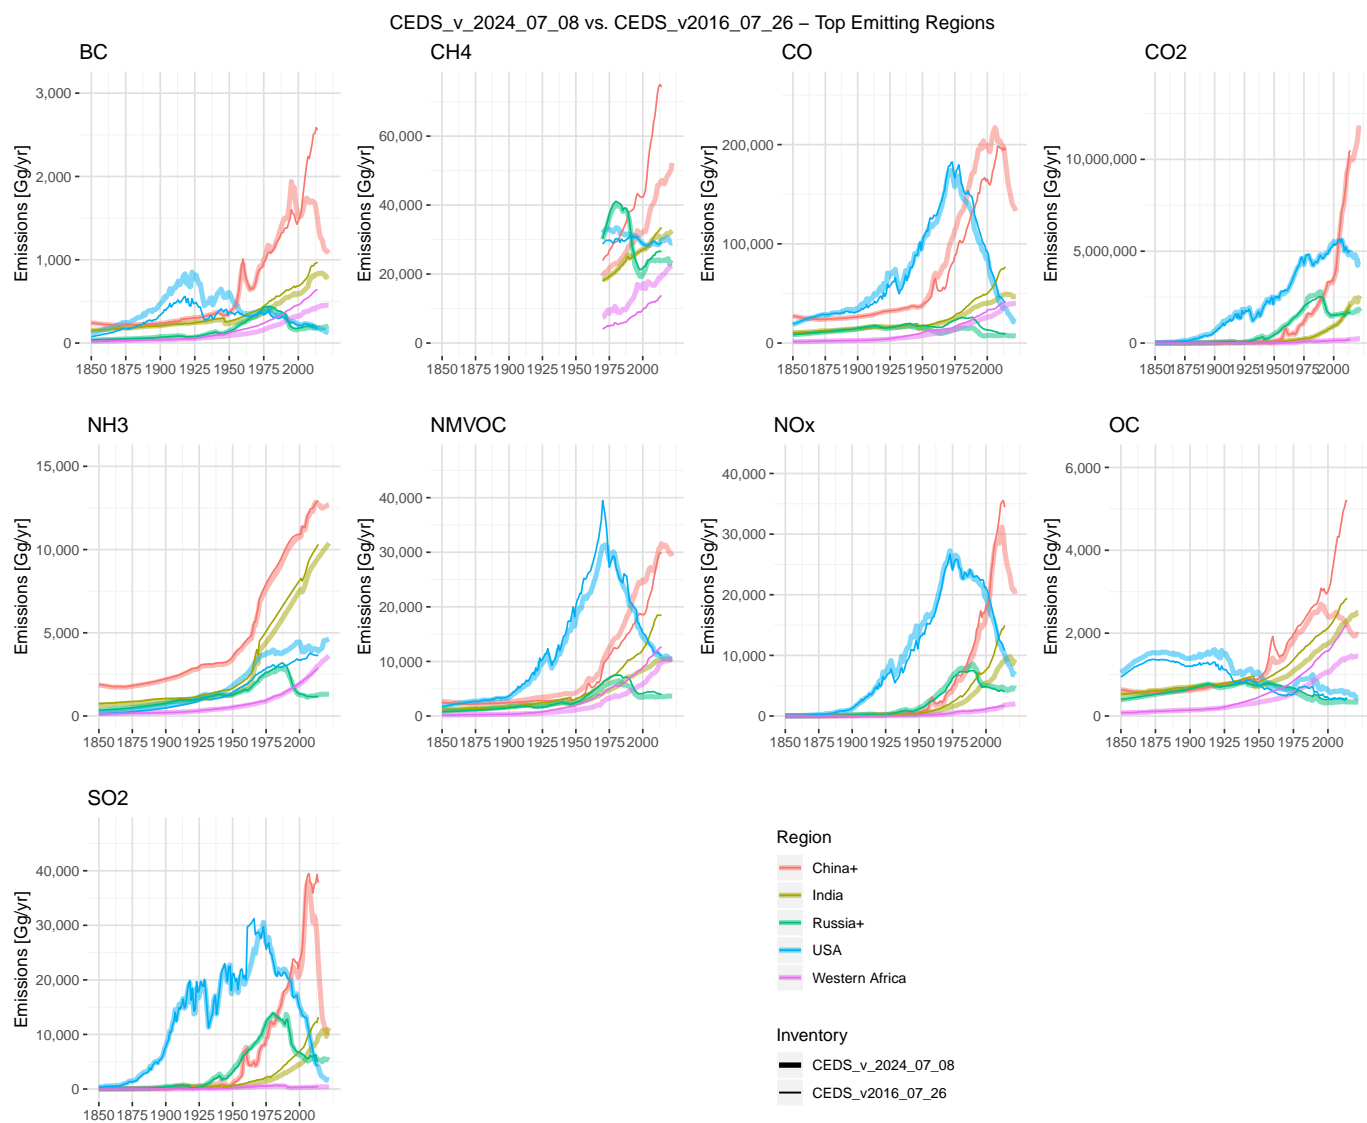 CEDS_v_2024_07_08 vs. CEDS_v2016_07_26 – Top Emitting Regions
BC
CH4
CO
CO2
Emissions [Gg/yr]
3,000
2,000
1,000
0
1850 1875 1900 1925 1950 1975 2000
Emissions [Gg/yr]
60,000
40,000
20,000
0
1850 1875 1900 1925 1950 1975 2000
Emissions [Gg/yr]
200,000
100,000
0
1850 1875 1900 1925 1950 1975 2000
Emissions [Gg/yr]
10,000,000
5,000,000
0
1850 1875 1900 1925 1950 1975 2000
NH3
NMVOC
NOx
OC
Emissions [Gg/yr]
15,000
10,000
5,000
0
1850 1875 1900 1925 1950 1975 2000
Emissions [Gg/yr]
40,000
30,000
20,000
10,000
0
1850 1875 1900 1925 1950 1975 2000
Emissions [Gg/yr]
40,000
30,000
20,000
10,000
0
1850 1875 1900 1925 1950 1975 2000
Emissions [Gg/yr]
6,000
4,000
2,000
0
1850 1875 1900 1925 1950 1975 2000
SO2
Emissions [Gg/yr]
40,000
30,000
20,000
10,000
0
1850 1875 1900 1925 1950 1975 2000
Region
China+
India
Russia+
USA
Western Africa
Inventory
CEDS_v_2024_07_08
CEDS_v2016_07_26